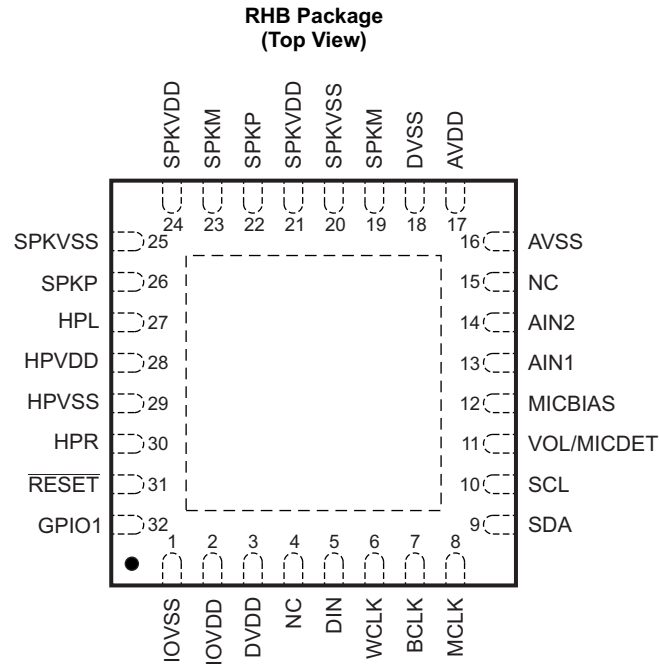 RHB Package
(Top View)
SPKVDD
SPKM
SPKP
SPKVDD
SPKVSS
SPKM
DVSS
AVDD
24 23 22 21 20 19 18 17
SPKVSS 25
SPKP 26
HPL 27
HPVDD 28
HPVSS 29
HPR 30
RESET 31
GPIO1 32
16 AVSS
15 NC
14 AIN2
13 AIN1
12 MICBIAS
11 VOL/MICDET
10 SCL
9 SDA
1 2 3 4 5 6 7 8
IOVSS
IOVDD
DVDD
NC
DIN
WCLK
BCLK
MCLK